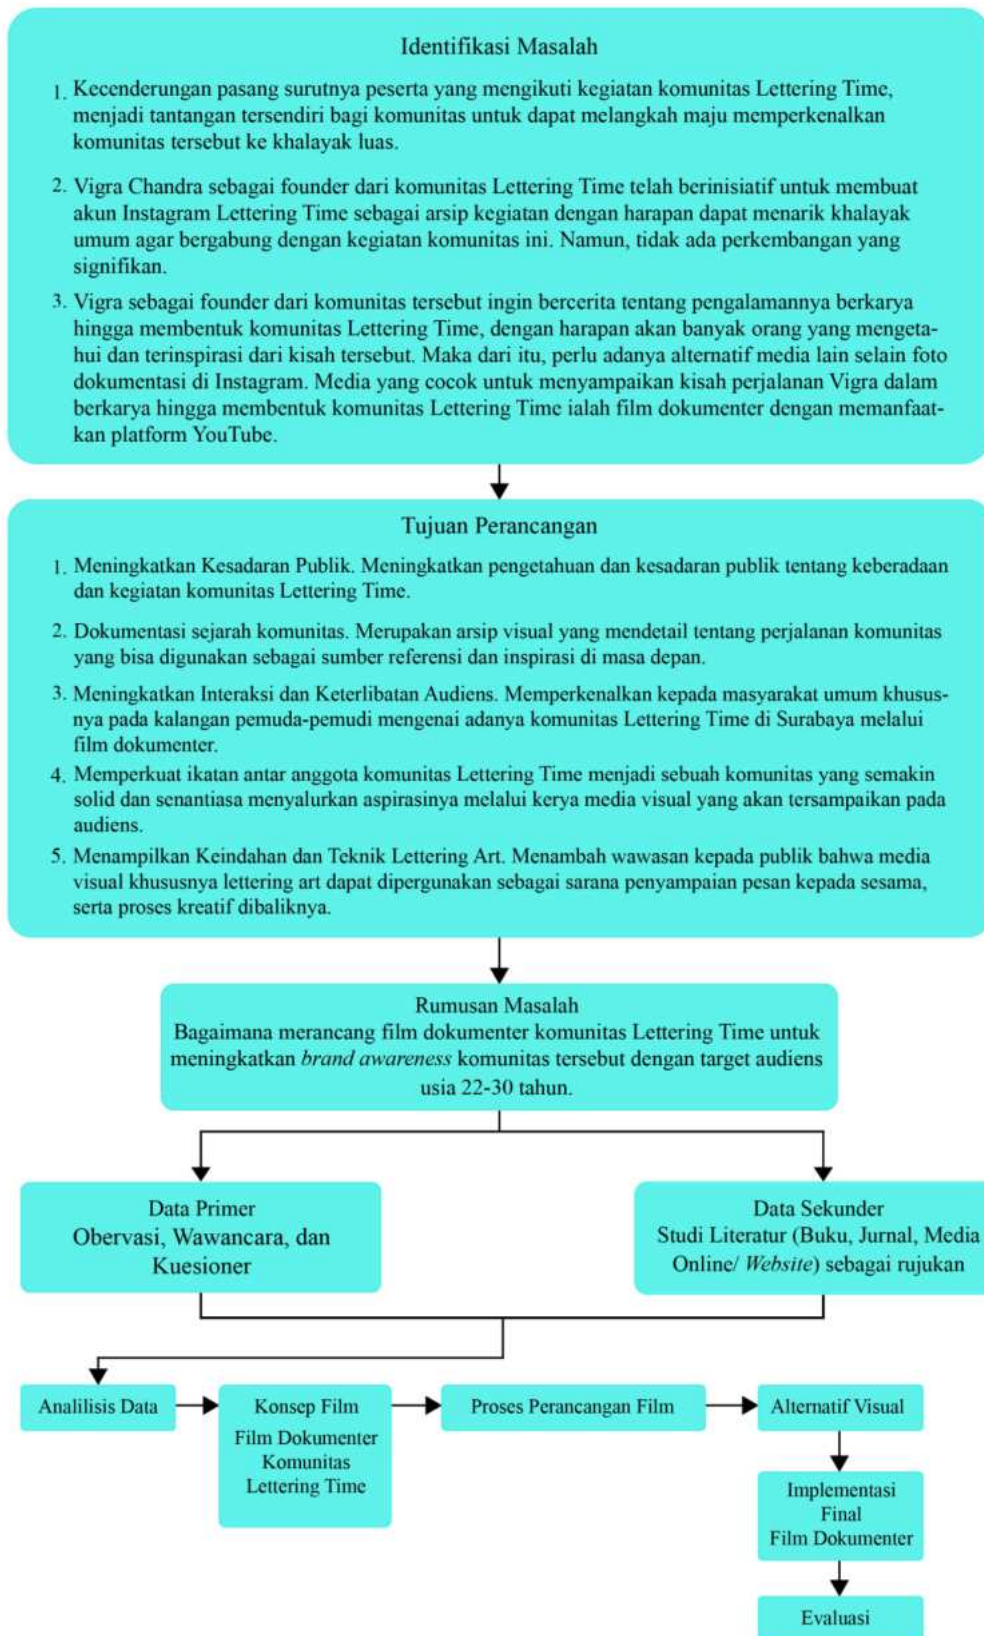 Identifikasi Masalah
1. Kecenderungan pasang surutnya peserta yang mengikuti kegiatan komunitas Lettering Time,
menjadi tantangan tersendiri bagi komunitas untuk dapat melangkah maju memperkenalkan
komunitas tersebut ke khalayak luas.
2. Vigra Chandra sebagai founder dari komunitas Lettering Time telah berinisiatif untuk membuat
akun Instagram Lettering Time sebagai arsip kegiatan dengan harapan dapat menarik khalayak
umum agar bergabung dengan kegiatan komunitas ini. Namun, tidak ada perkembangan yang
signifikan.
3. Vigra sebagai founder dari komunitas tersebut ingin bercerita tentang pengalamannya berkarya
hingga membentuk komunitas Lettering Time, dengan harapan akan banyak orang yang mengeta-
hui dan terinspirasi dari kisah tersebut. Maka dari itu, perlu adanya alternatif media lain selain foto
dokumentasi di Instagram. Media yang cocok untuk menyampaikan kisah perjalanan Vigra dalam
berkarya hingga membentuk komunitas Lettering Time ialah film dokumenter dengan memanfaat-
kan platform YouTube.
Tujuan Perancangan
1. Meningkatkan Kesadaran Publik. Meningkatkan pengetahuan dan kesadaran publik tentang keberadaan
dan kegiatan komunitas Lettering Time.
2. Dokumentasi sejarah komunitas. Merupakan arsip visual yang mendetail tentang perjalanan komunitas
yang bisa digunakan sebagai sumber referensi dan inspirasi di masa depan.
3. Meningkatkan Interaksi dan Keterlibatan Audiens. Memperkenalkan kepada masyarakat umum khusus-
nya pada kalangan pemuda-pemudi mengenai adanya komunitas Lettering Time di Surabaya melalui
film dokumenter.
4. Memperkuat ikatan antar anggota komunitas Lettering Time menjadi sebuah komunitas yang semakin
solid dan senantiasa menyalurkan aspirasinya melalui kerya media visual yang akan tersampaikan pada
audiens.
5. Menampilkan Keindahan dan Teknik Lettering Art. Menambah wawasan kepada publik bahwa media
visual khususnya lettering art dapat dipergunakan sebagai sarana penyampaian pesan kepada sesama,
serta proses kreatif dibaliknya.
Rumusan Masalah
Bagaimana merancang film dokumenter komunitas Lettering Time untuk
meningkatkan brand awareness komunitas tersebut dengan target audiens
usia 22-30 tahun.
Data Primer
Obervasi, Wawancara, dan
Kuesioner
Data Sekunder
Studi Literatur (Buku, Jurnal, Media
Online/ Website) sebagai rujukan
Analilisis Data
Konsep Film
Film Dokumenter
Komunitas
Lettering Time
Proses Perancangan Film
Alternatif Visual
Implementasi
Final
Film Dokumenter
Evaluasi